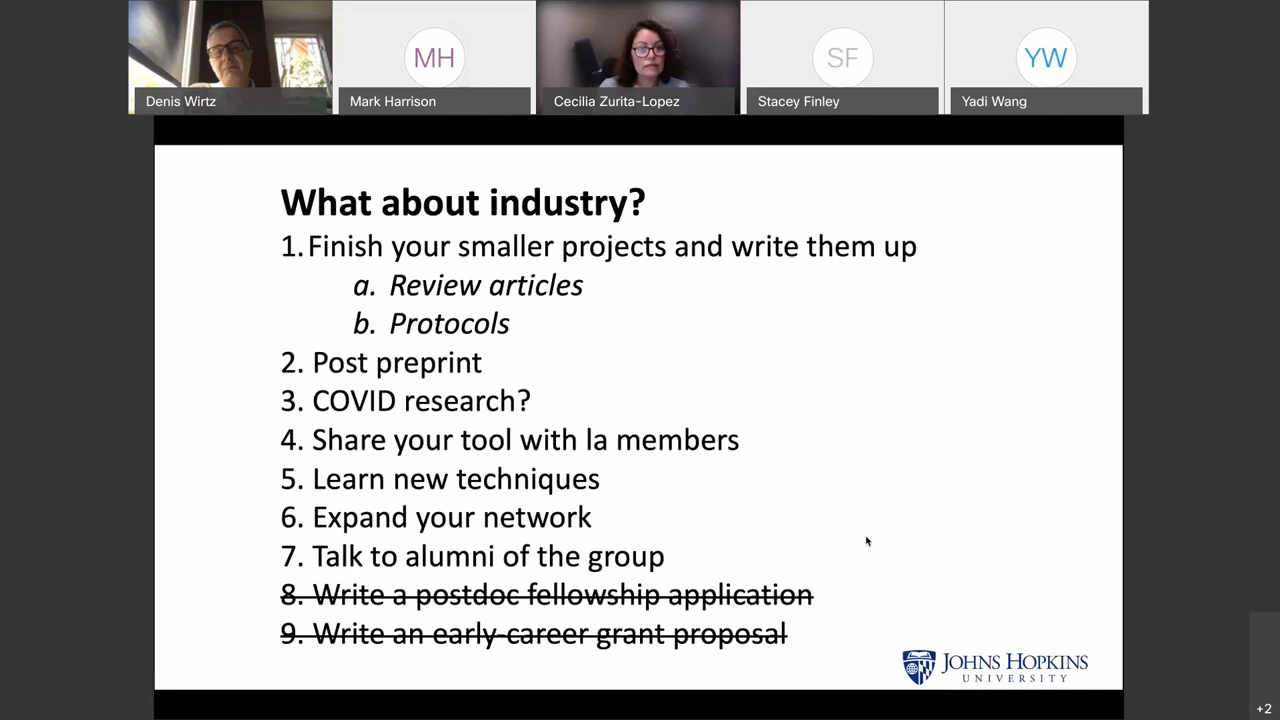 MH
SF
YW
Denis Wirtz
Mark Harrison
Cecilia Zurita-Lopez
Stacey Finley
Yadi Wang
What about industry?
1. Finish your smaller projects and write them up
a. Review articles
b. Protocols
2. Post preprint
3. COVID research?
4. Share your tool with la members
5. Learn new techniques
6. Expand your network
7. Talk to alumni of the group
8. Write a postdoc fellowship application
9. Write an early-career grant proposal
JOHNS HOPKINS
UNIVERSITY
+2